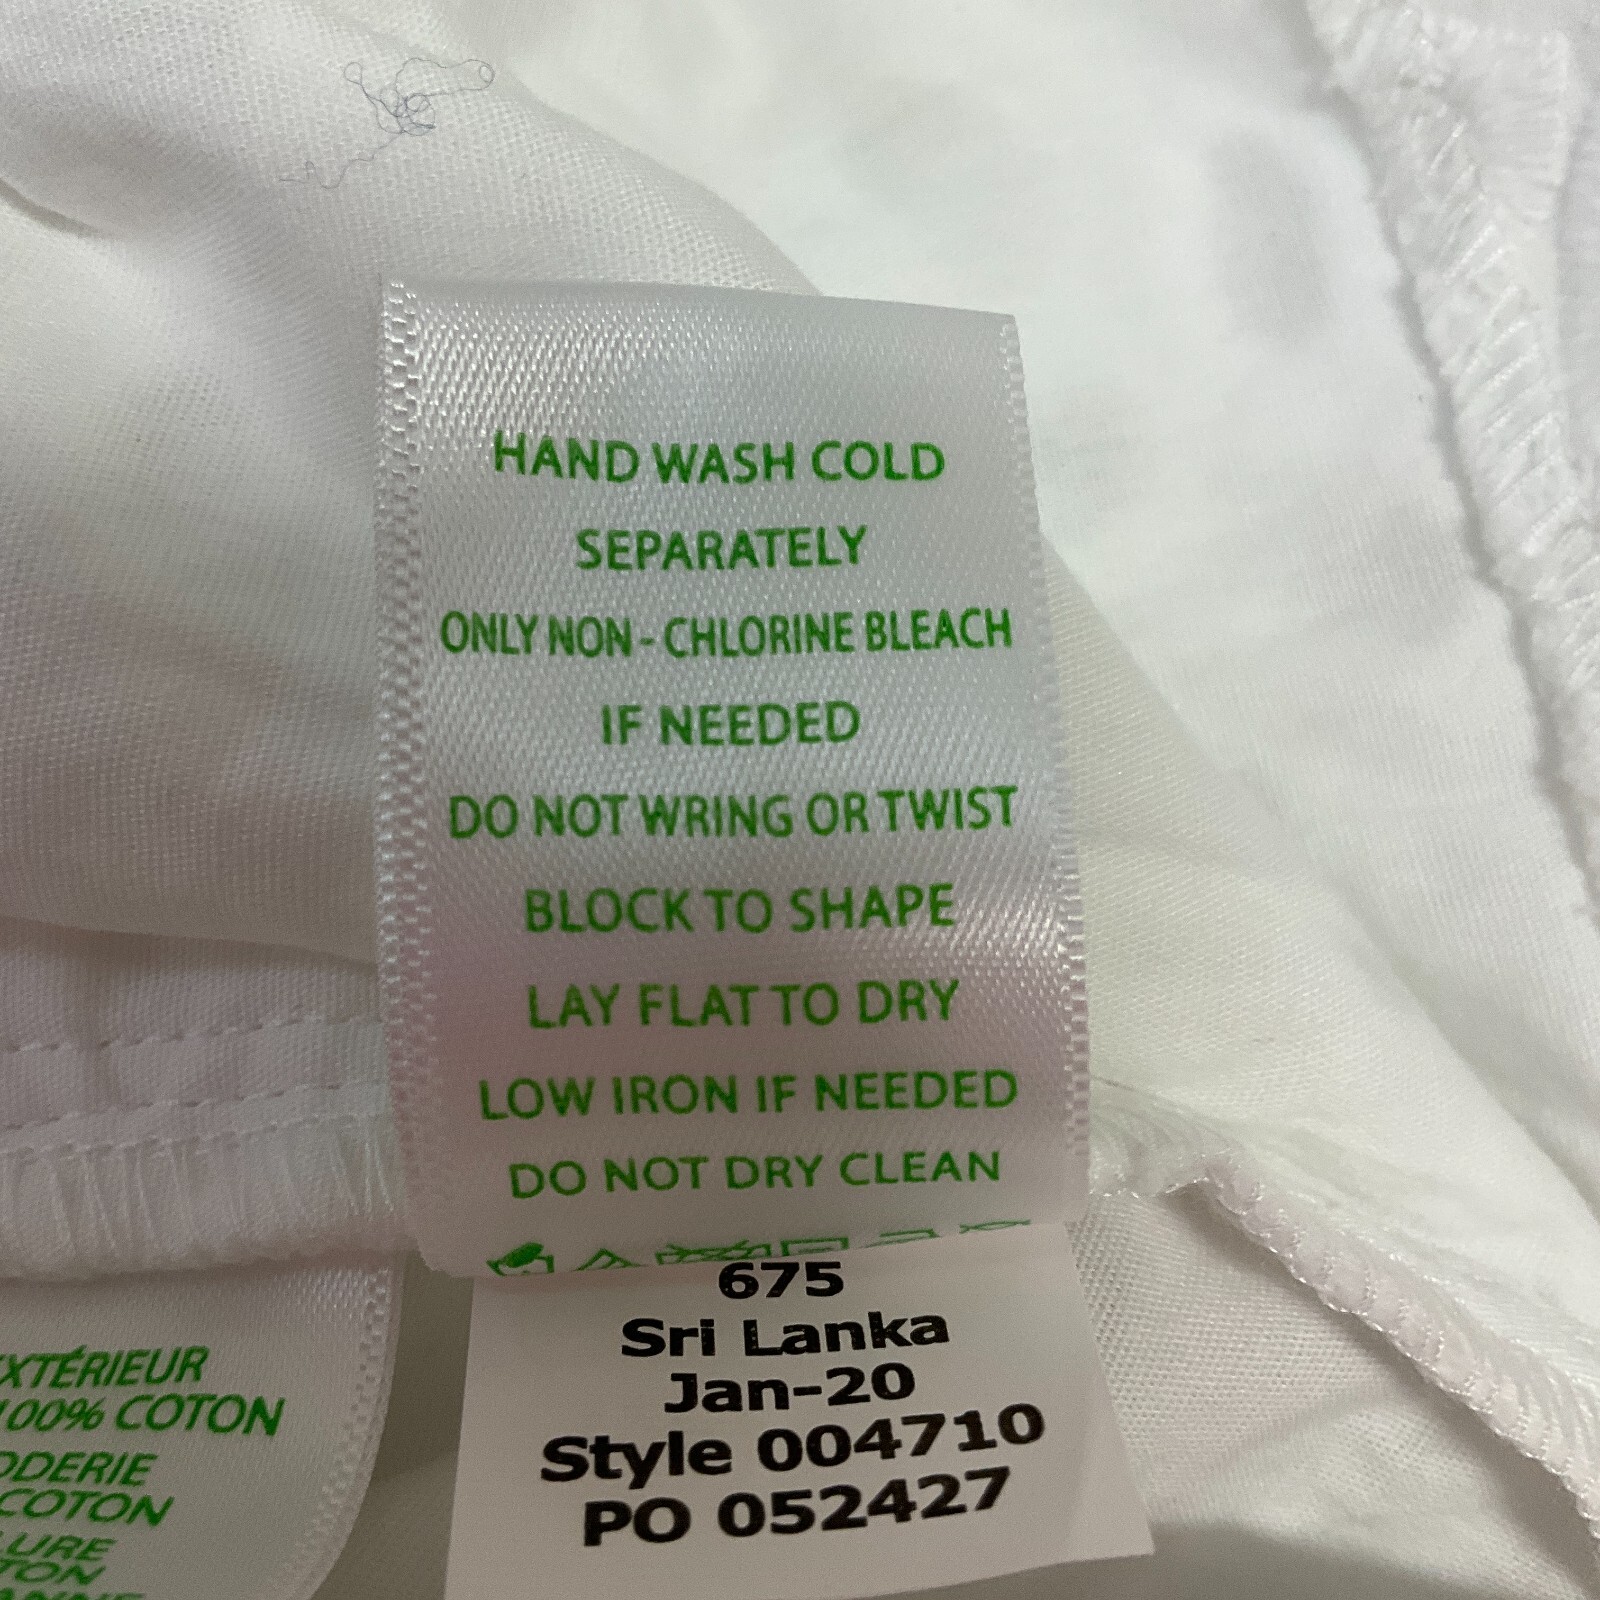 HAND WASH COLD
SEPARATELY
ONLY NON - CHLORINE BLEACH
IF NEEDED
DO NOT WRING OR TWIST
BLOCK TO SHAPE
LAY FLAT TO DRY
LOW IRON IF NEEDED
DO NOT DRY CLEAN
675
Sri Lanka
Jan-20
Style 004710
PO 052427
XTÉRIEUR
100% COTON
ODERIE
COTON
LURE
TON